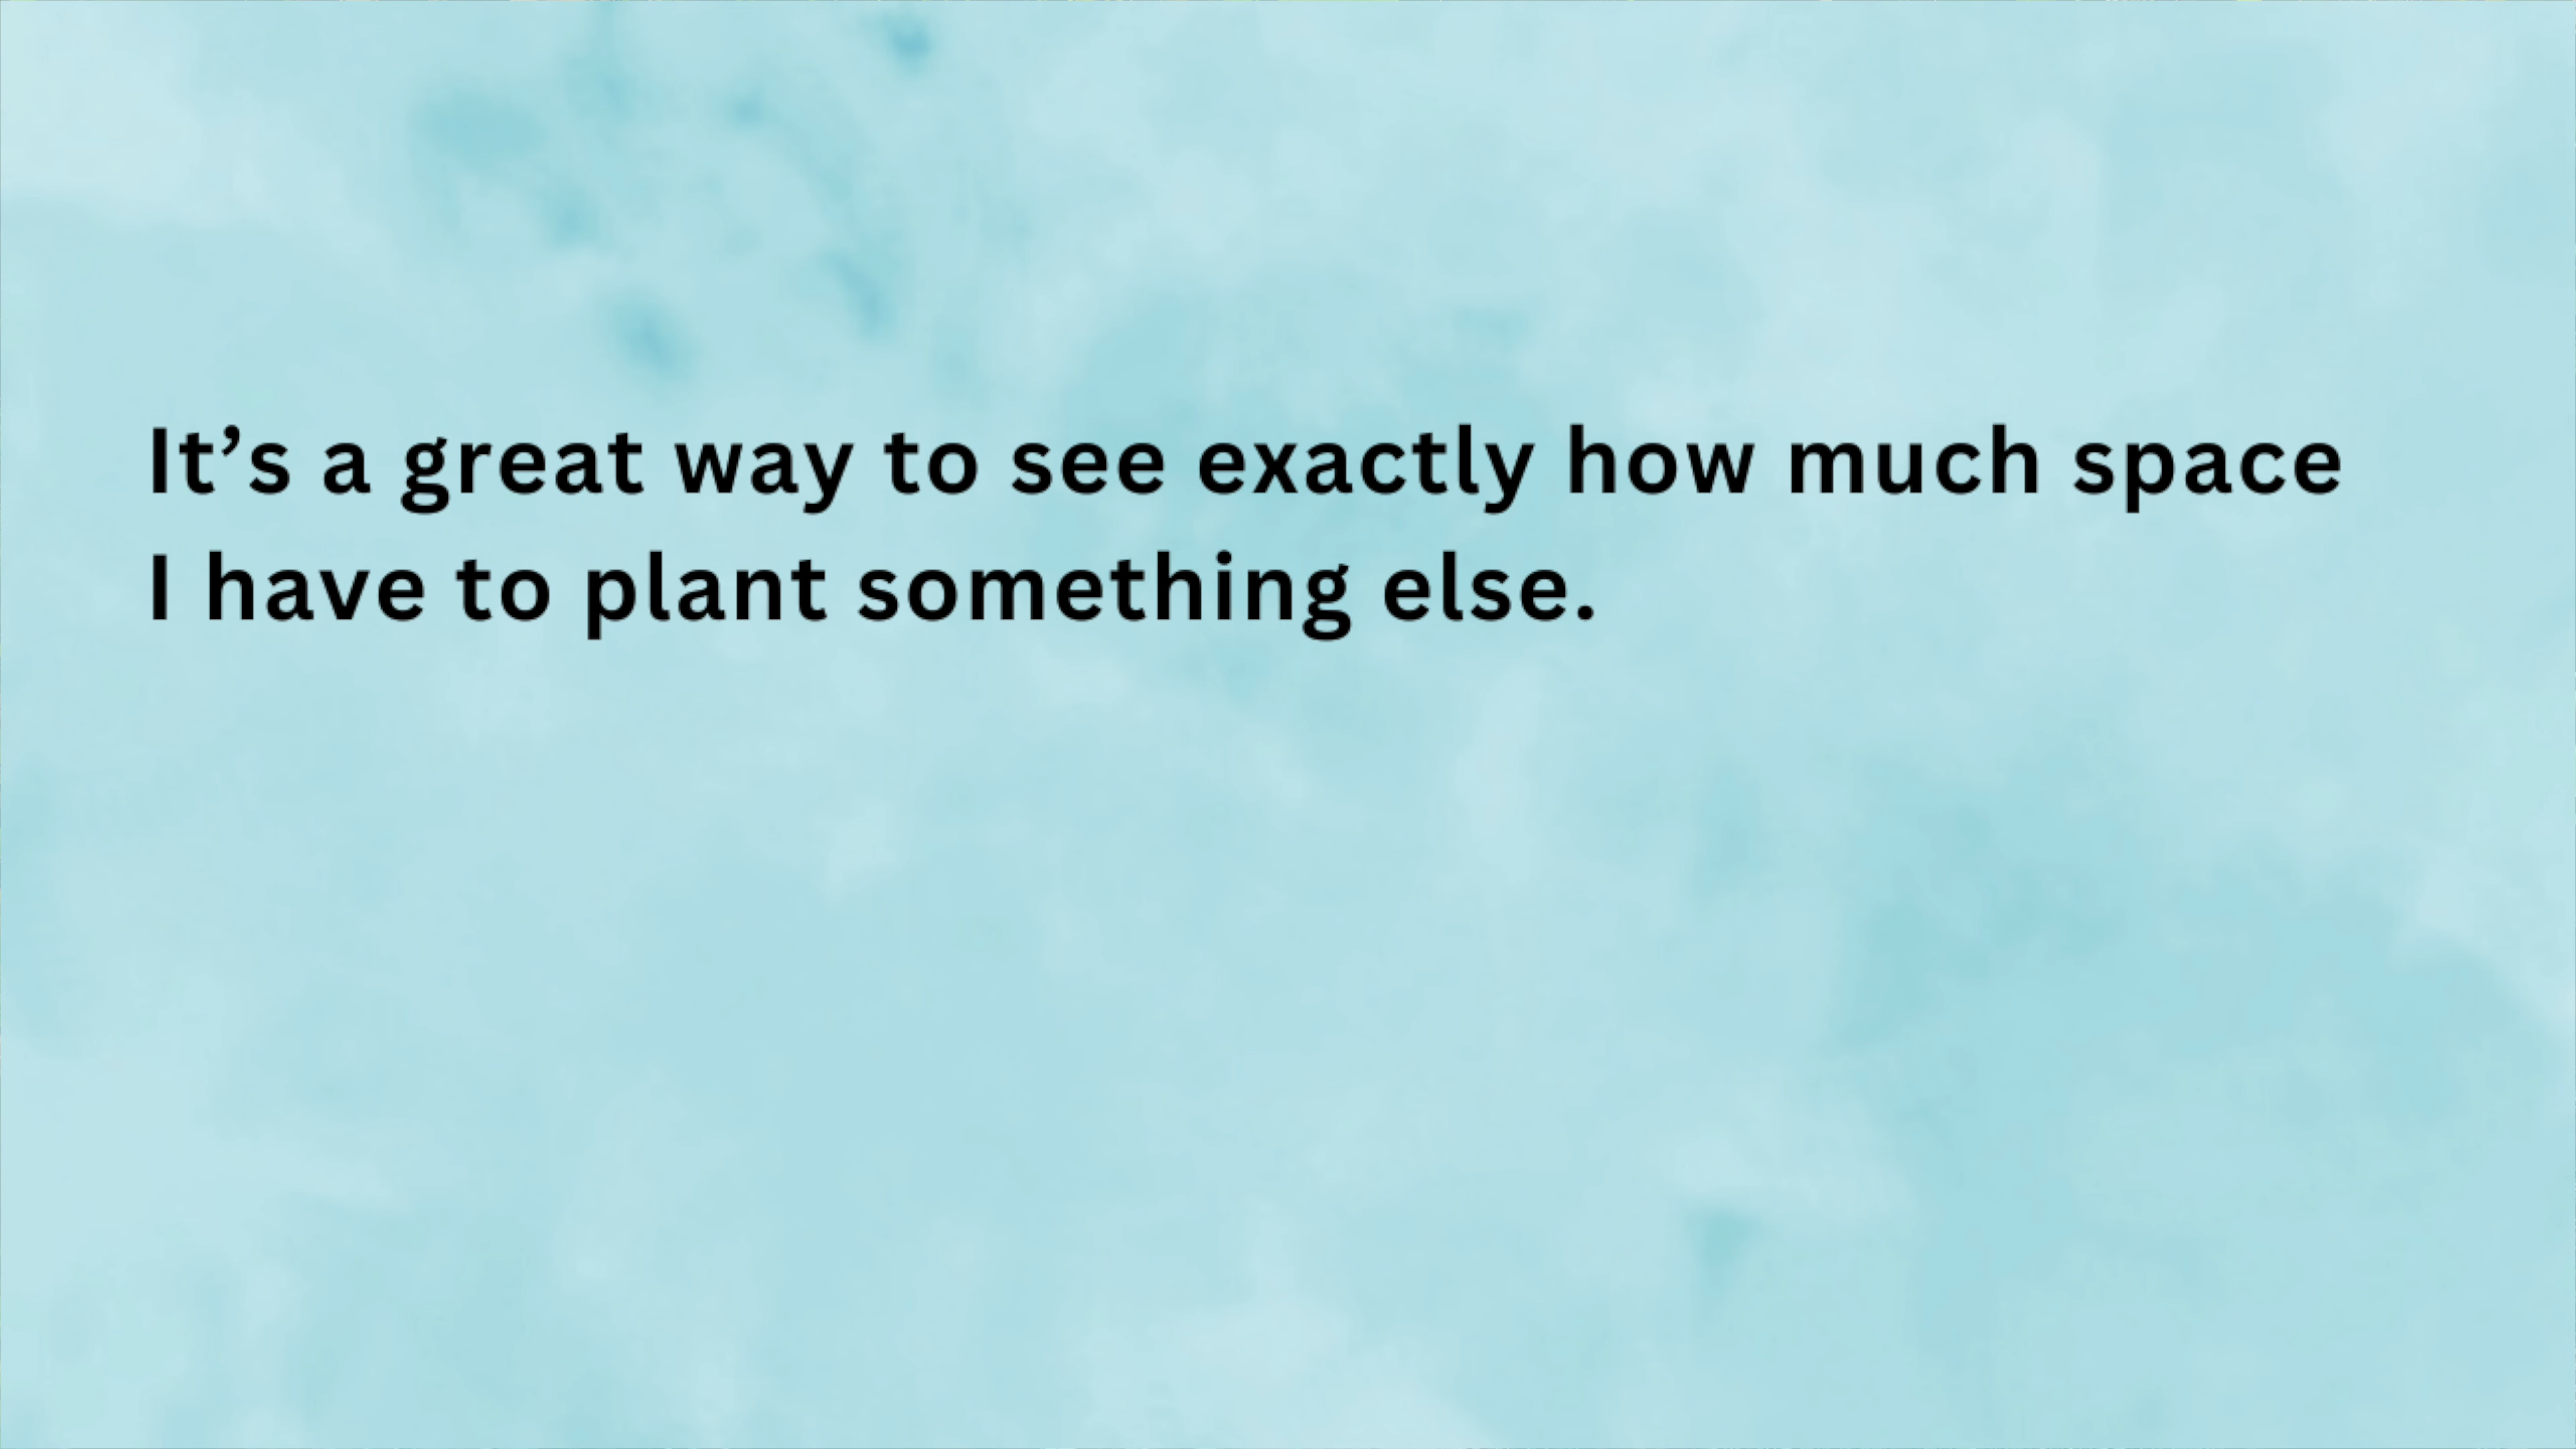 It’s a great way to see exactly how much space
I have to plant something else.